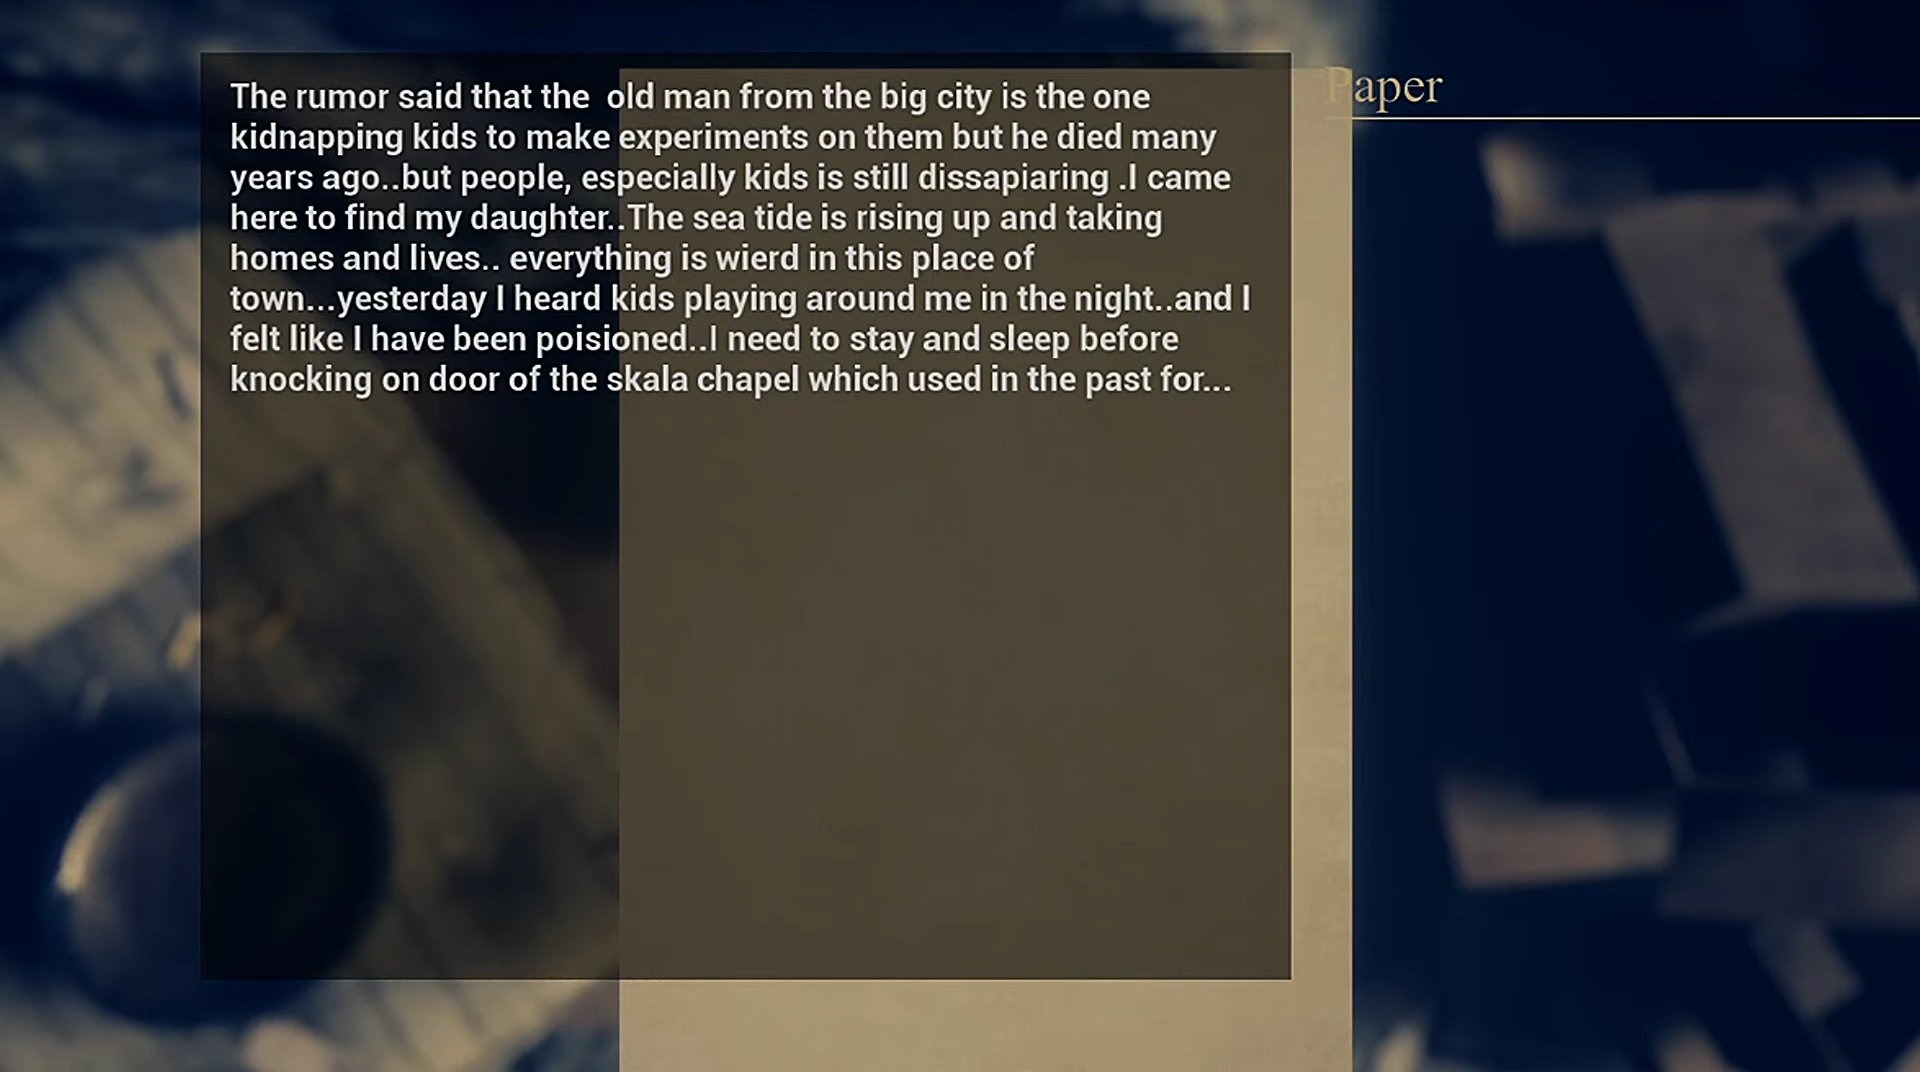 The rumor said that the  old man from the big city is the one
kidnapping kids to make experiments on them but he died many
years ago..but people, especially kids is still dissapiaring .I came
here to find my daughter..The sea tide is rising up and taking
homes and lives.. everything is wierd in this place of
town...yesterday I heard kids playing around me in the night..and I
felt like I have been poisioned..I need to stay and sleep before
knocking on door of the skala chapel which used in the past for...
Paper